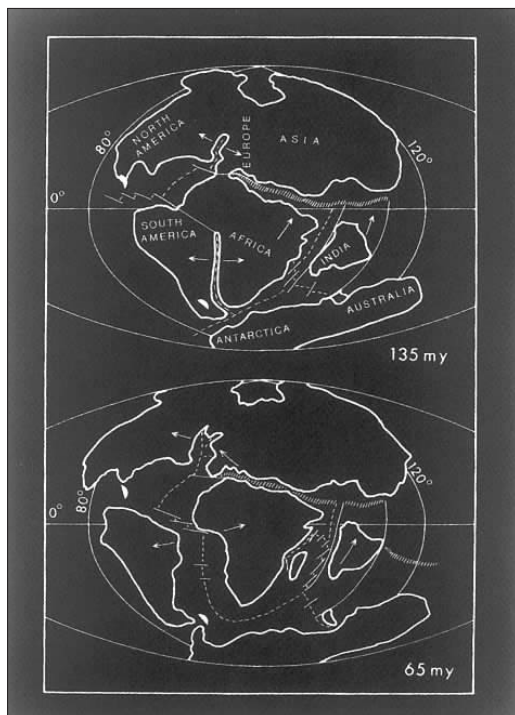 NORTH
AMERICA
EUROPE
ASIA
80°
120°
0°
SOUTH
AMERICA
AFRICA
INDIA
AUSTRALIA
ANTARCTICA
135 my
120°
0°
80°
65 my